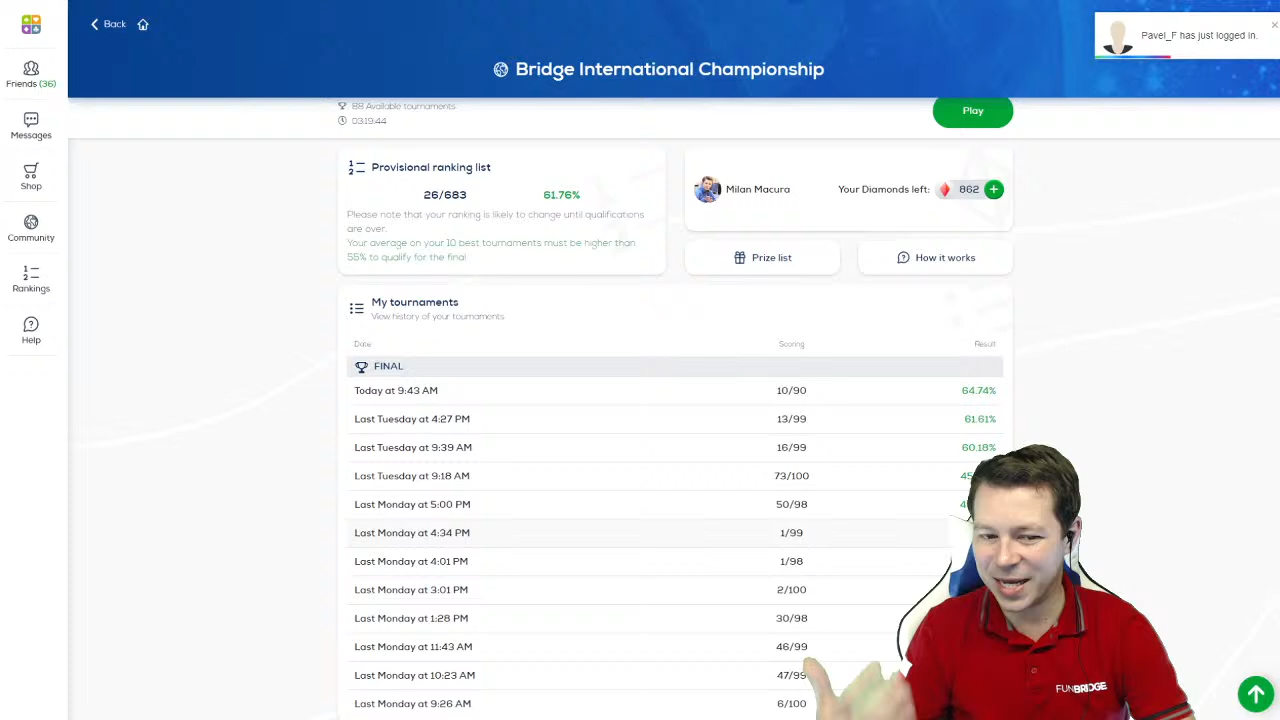 Back
Pavel_F has just logged in.
Friends (36)
Bridge International Championship
88 Available tournaments
03:19:44
Play
Messages
Provisional ranking list
26/683 61.76%
Please note that your ranking is likely to change until qualifications
are over.
Your average on your 10 best tournaments must be higher than
55% to qualify for the final
Milan Macura Your Diamonds left: 862
Shop
Community
Prize list
How it works
Rankings
My tournaments
View history of your tournaments
Help
Date Scoring Result
FINAL
Today at 9:43 AM 10/90 64.74%
Last Tuesday at 4:27 PM 13/99 61.61%
Last Tuesday at 9:39 AM 16/99 60.18%
Last Tuesday at 9:18 AM 73/100
Last Monday at 5:00 PM 50/98
Last Monday at 4:34 PM 1/99
Last Monday at 4:01 PM 1/98
Last Monday at 3:01 PM 2/100
Last Monday at 1:28 PM 30/98
Last Monday at 11:43 AM 46/99
Last Monday at 10:23 AM 47/99
Last Monday at 9:26 AM 6/100
FUNBRIDGE